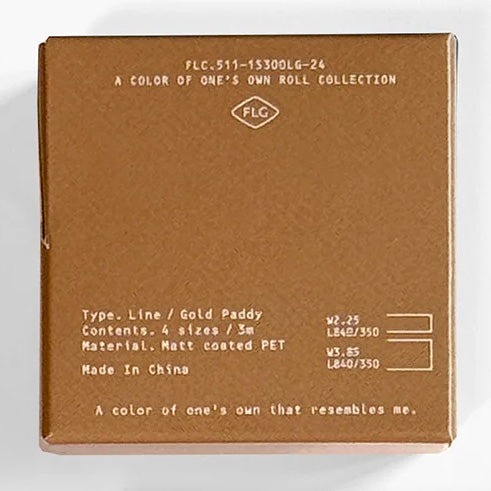 FLC.511-15300LG-24
A COLOR OF ONE'S OWN ROLL COLLECTION
FLG
Type. Line / Gold Paddy
Contents. 4 sizes / 3m
Material. Matt coated PET
Made In China
W2.25
L840/350
W3.85
L840/350
A color of one's own that resembles me.